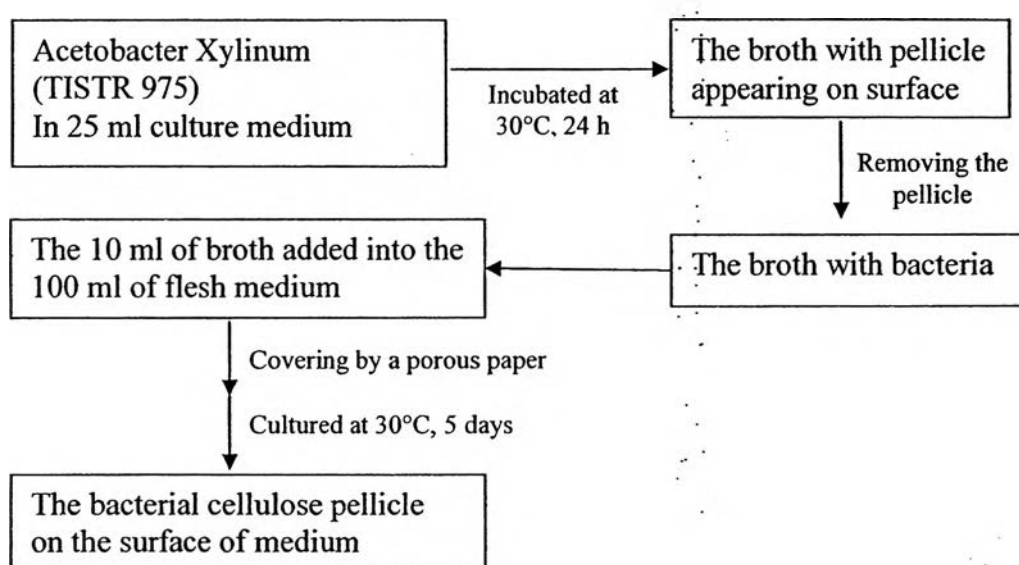 Acetobacter Xylinum
(TISTR 975)
In 25 ml culture medium
Incubated at
30°C, 24 h
The broth with pellicle
appearing on surface
Removing the
pellicle
The broth with bacteria
The 10 ml of broth added into the
100 ml of flesh medium
Covering by a porous paper
Cultured at 30°C, 5 days
The bacterial cellulose pellicle
on the surface of medium